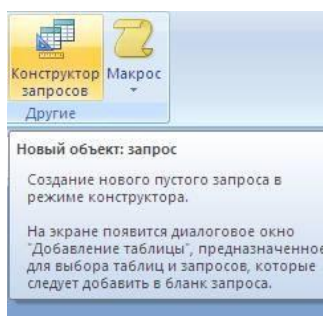 Конструктор запросов
Макрос
Другие
Новый объект: запрос
Создание нового пустого запроса в
режиме конструктора.
На экране появится диалоговое окно
"Добавление таблицы", предназначенное
для выбора таблиц и запросов, которые
следует добавить в бланк запроса.